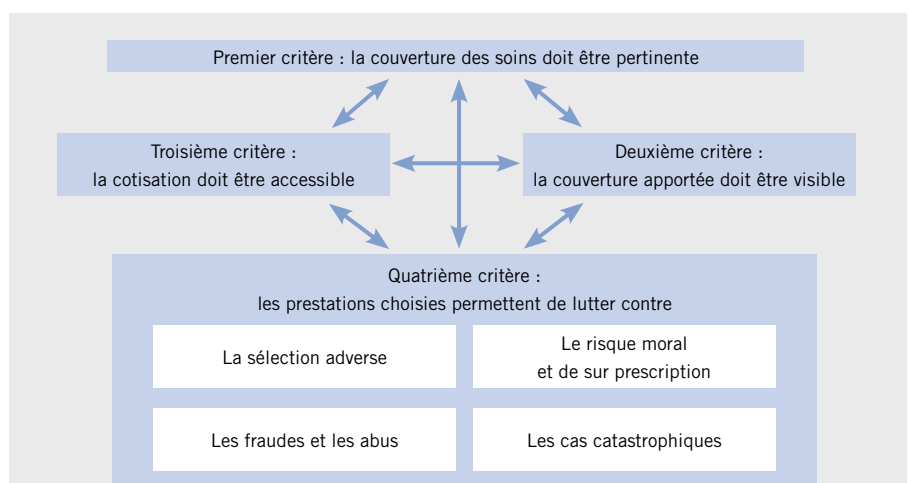 Premier critère : la couverture des soins doit être pertinente
Troisième critère :
la cotisation doit être accessible
Deuxième critère :
la couverture apportée doit être visible
Quatrième critère :
les prestations choisies permettent de lutter contre
La sélection adverse
Le risque moral
et de sur prescription
Les fraudes et les abus
Les cas catastrophiques